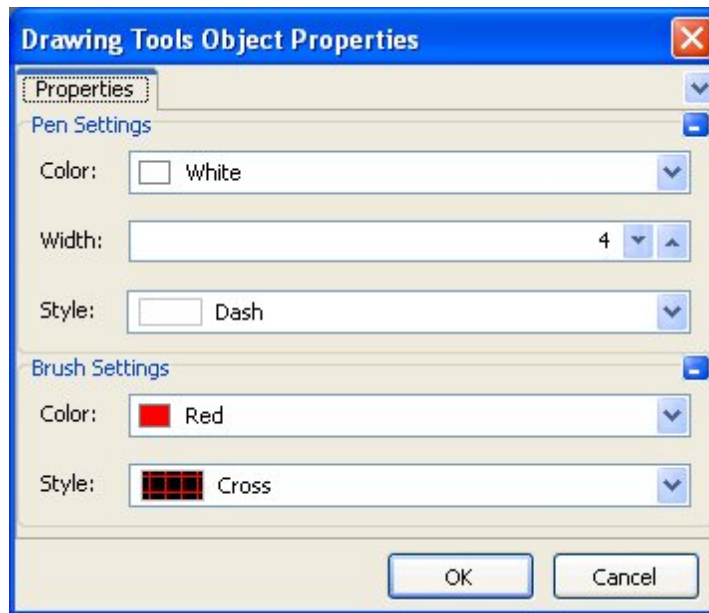 Drawing Tools Object Properties
Properties
Pen Settings
Color: White
Width: 4
Style: Dash
Brush Settings
Color: Red
Style: Cross
OK Cancel